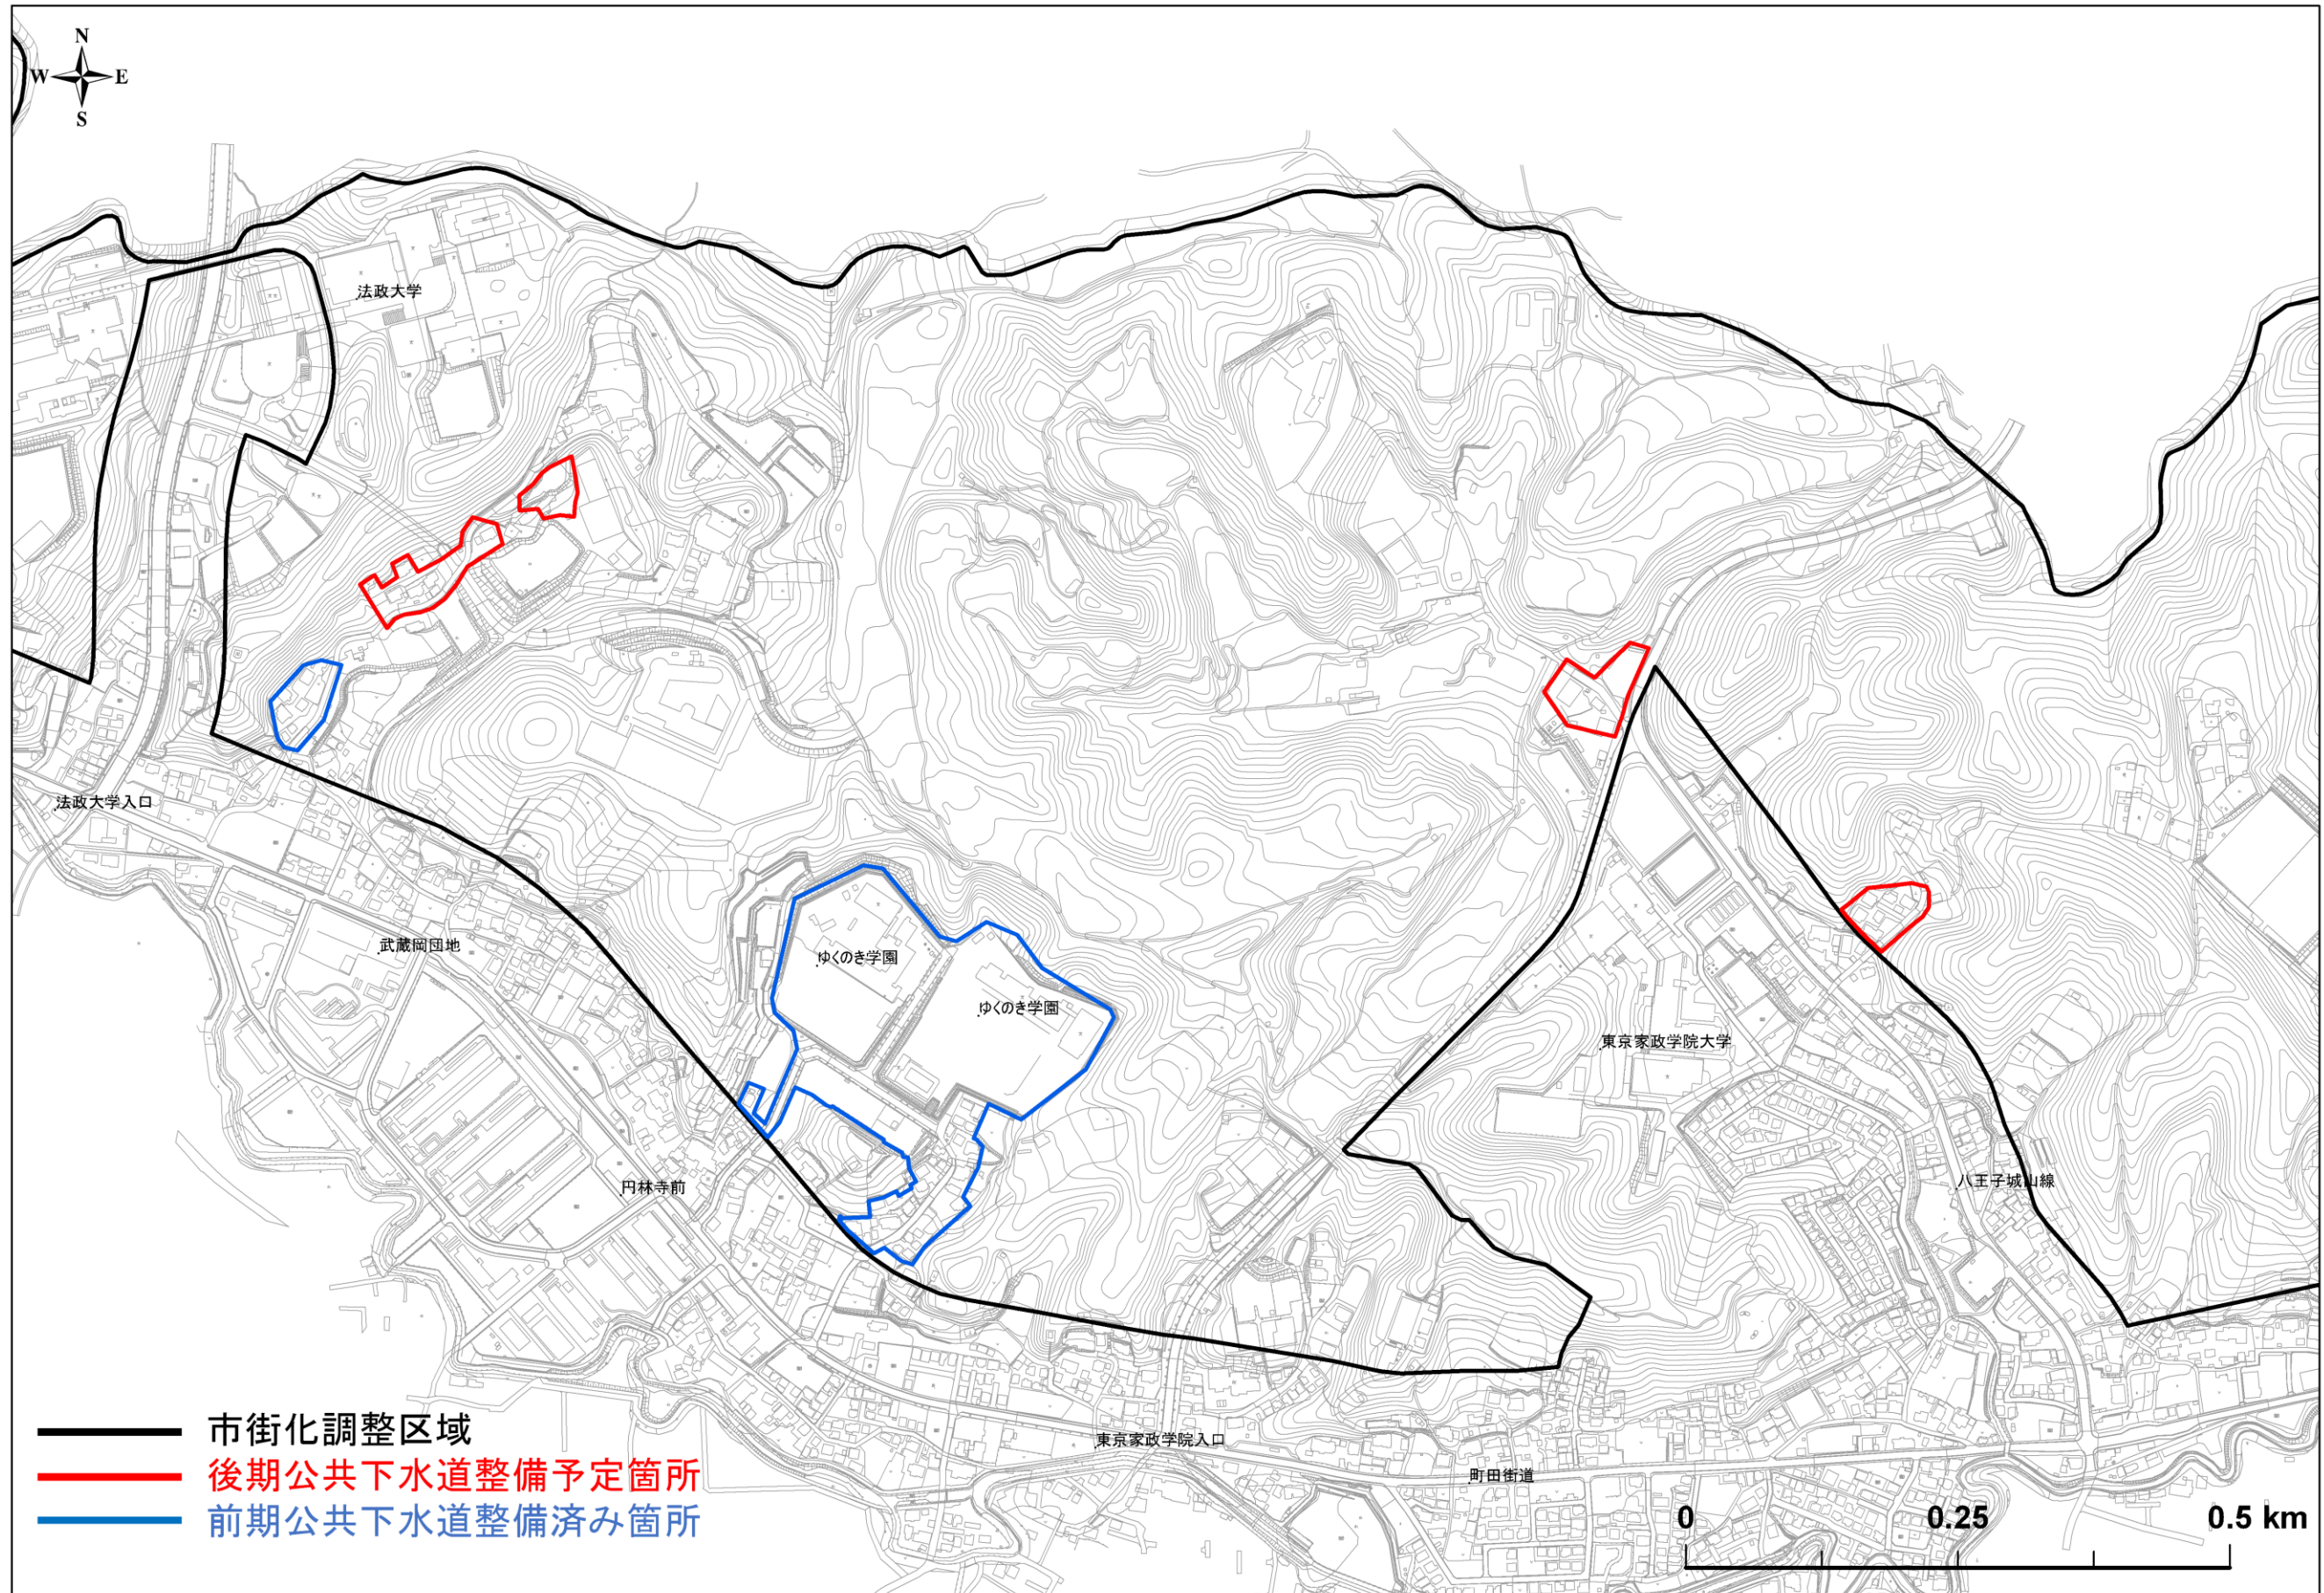 N
W E
S
法政大学
法政大学入口
武蔵岡団地
ゆくのき学園
ゆくのき学園
東京家政学院大学
円林寺前
八王子城山線
東京家政学院入口
町田街道
市街化調整区域
後期公共下水道整備予定箇所
前期公共下水道整備済み箇所
0 0.25 0.5 km